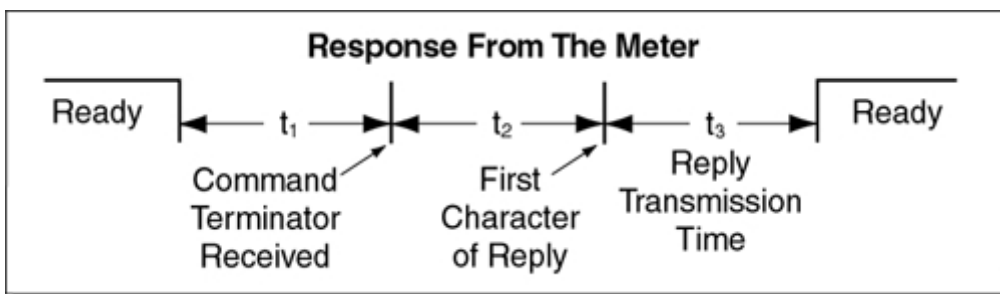 Response From The Meter
Ready
t₁
t₂
t₃
Ready
Command
Terminator
Received
First
Character
of Reply
Reply
Transmission
Time